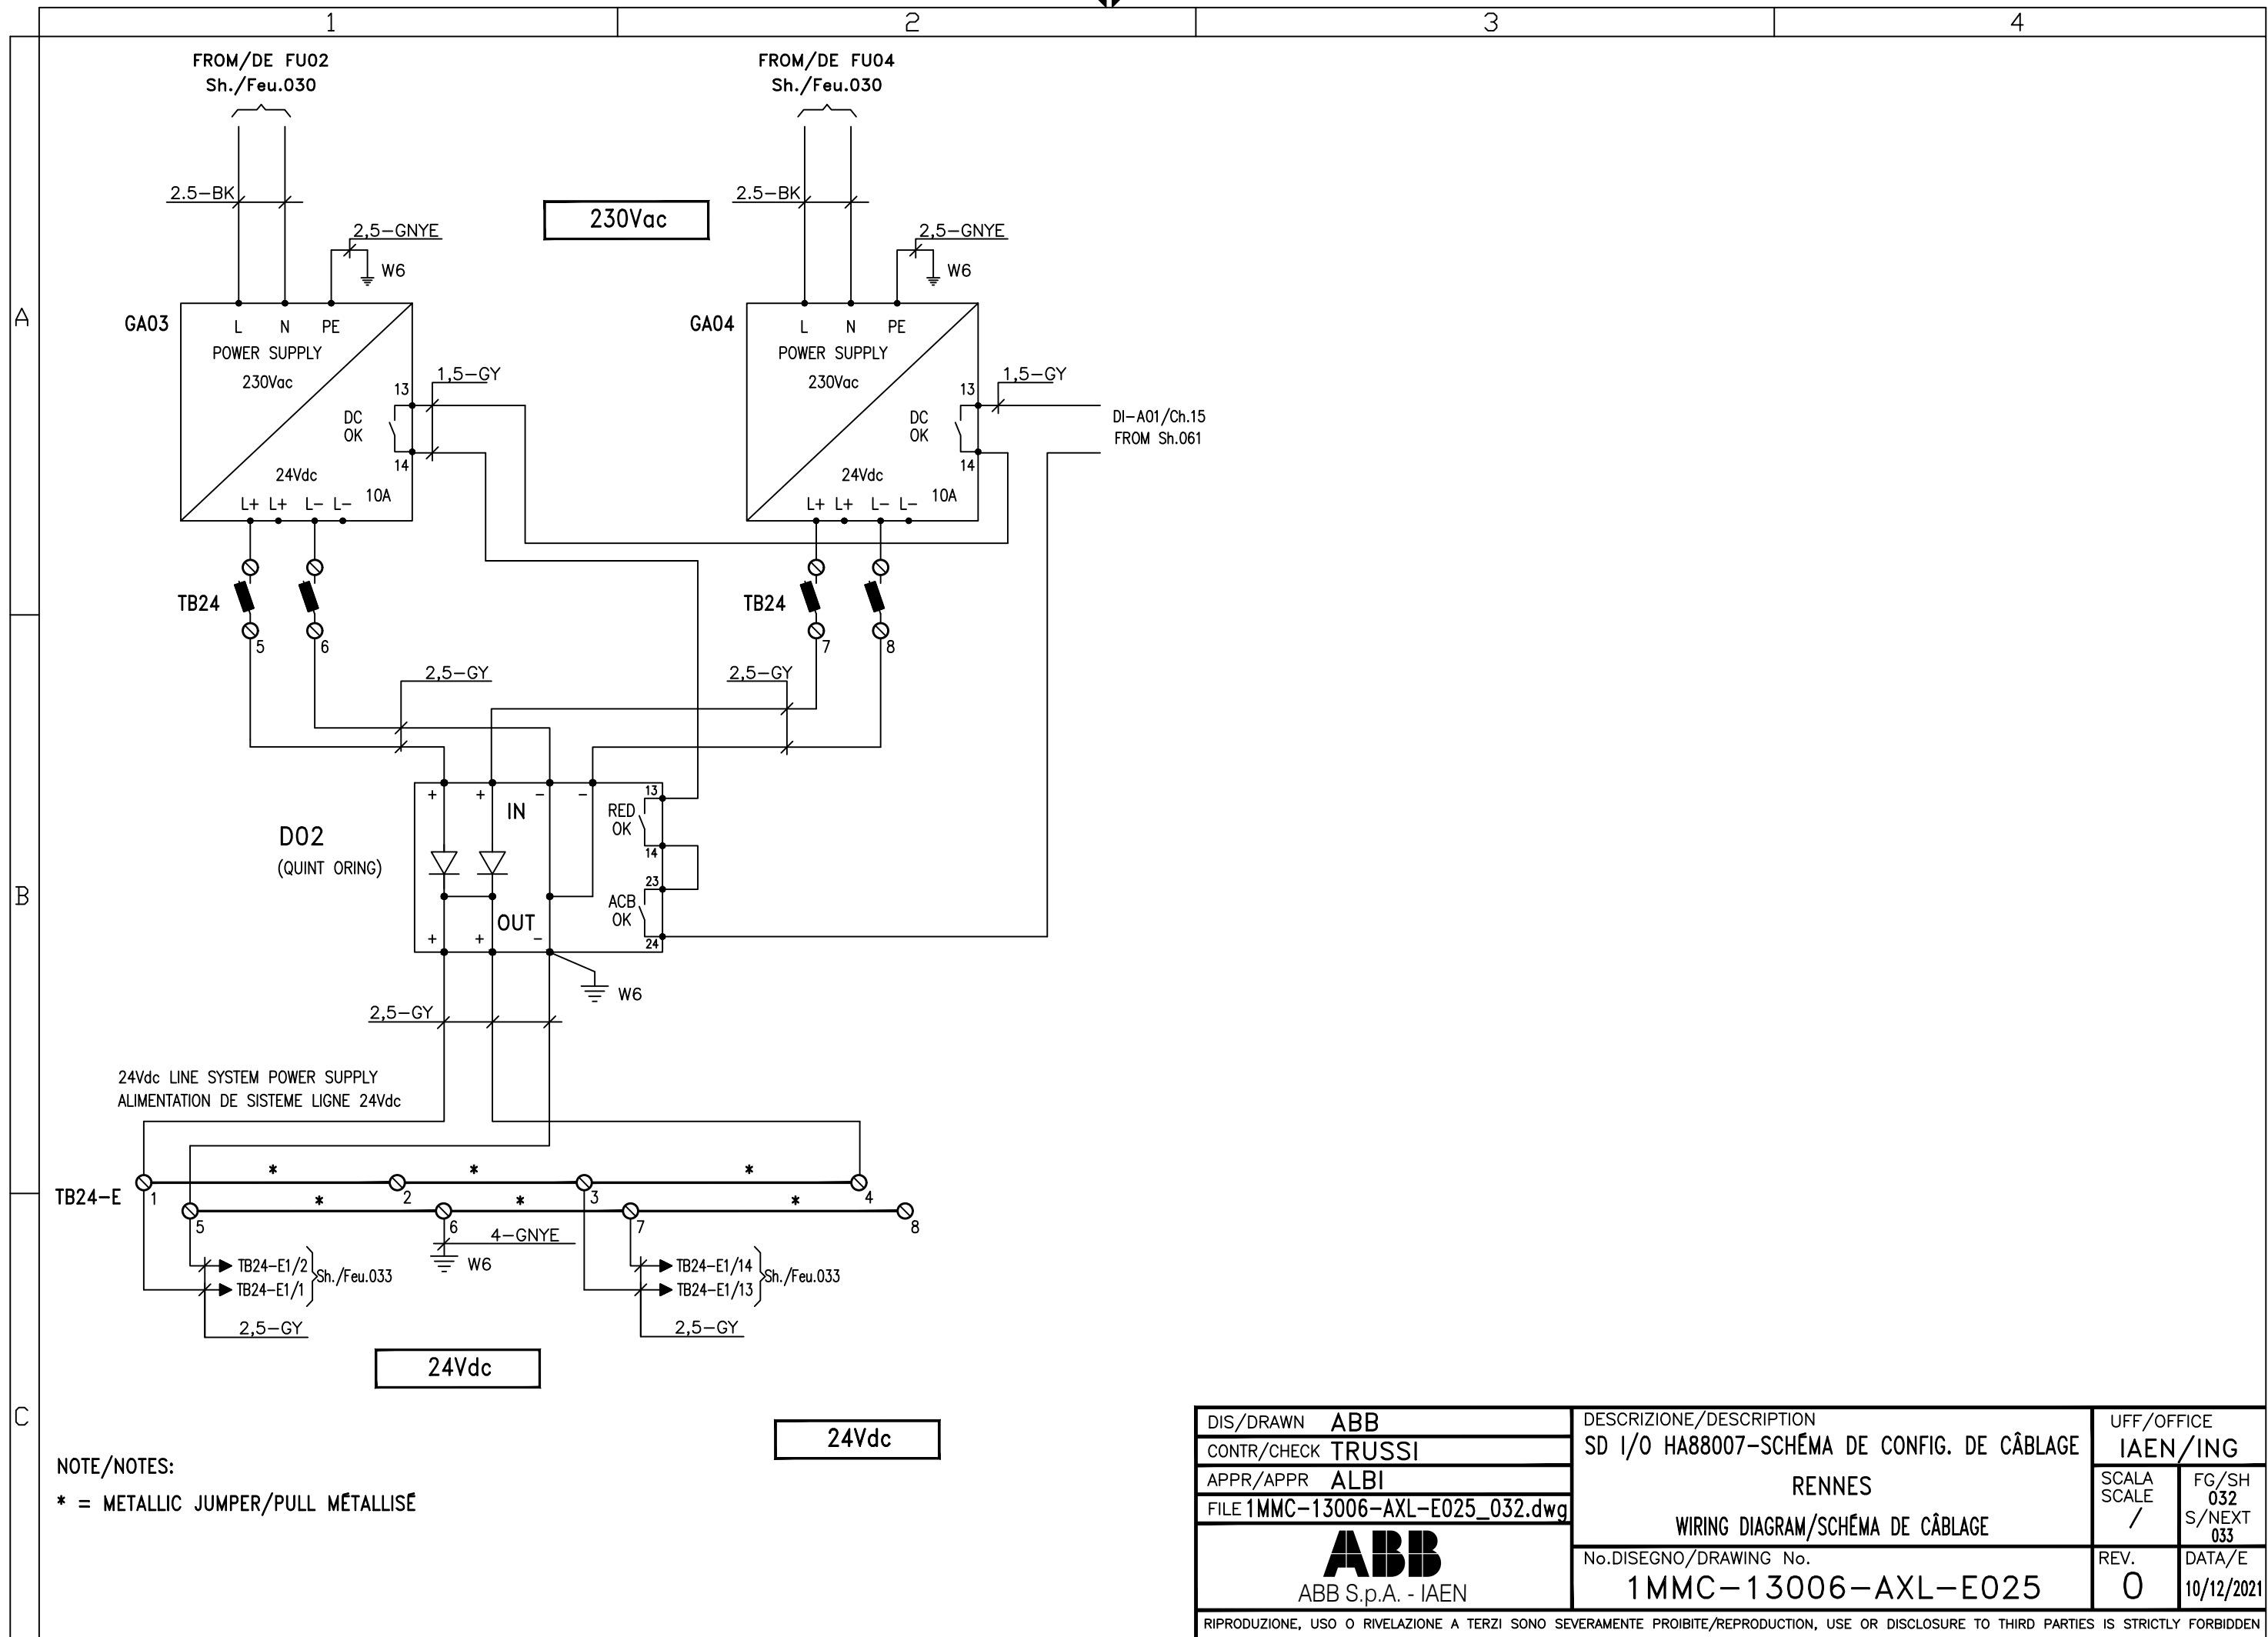 1 2 3 4
FROM/DE FU02
Sh./Feu.030
FROM/DE FU04
Sh./Feu.030
2.5-BK
230Vac
2.5-BK
2,5-GNYE
W6
2,5-GNYE
W6
A
GA03
L N PE
POWER SUPPLY
230Vac
DC
OK
13
14
24Vdc
10A
L+ L+ L- L-
1,5-GY
GA04
L N PE
POWER SUPPLY
230Vac
DC
OK
13
14
24Vdc
10A
L+ L+ L- L-
1,5-GY
DI-A01/Ch.15
FROM Sh.061
TB24
5 6
TB24
7 8
2,5-GY
2,5-GY
B
D02
(QUINT ORING)
+ + - -
IN
OUT
+ + -
RED
OK
13
14
ACB
OK
23
24
W6
2,5-GY
24Vdc LINE SYSTEM POWER SUPPLY
ALIMENTATION DE SISTEME LIGNE 24Vdc
* * *
TB24-E
1 2 3 4
* * *
5 6 7 8
4-GNYE
W6
TB24-E1/2
TB24-E1/1
Sh./Feu.033
2,5-GY
TB24-E1/14
TB24-E1/13
Sh./Feu.033
2,5-GY
24Vdc
24Vdc
C
NOTE/NOTES:
* = METALLIC JUMPER/PULL MÉTALLISÉ
DIS/DRAWN ABB
CONTR/CHECK TRUSSI
APPR/APPR ALBI
FILE 1MMC-13006-AXL-E025_032.dwg
ABB
ABB S.p.A. - IAEN
DESCRIZIONE/DESCRIPTION
SD I/O HA88007-SCHÉMA DE CONFIG. DE CÂBLAGE
RENNES
WIRING DIAGRAM/SCHÉMA DE CÂBLAGE
No.DISEGNO/DRAWING No.
1MMC-13006-AXL-E025
UFF/OFFICE
IAEN/ING
SCALA
SCALE
/
FG/SH
032
S/NEXT
033
REV.
0
DATA/E
10/12/2021
RIPRODUZIONE, USO O RIVELAZIONE A TERZI SONO SEVERAMENTE PROIBITE/REPRODUCTION, USE OR DISCLOSURE TO THIRD PARTIES IS STRICTLY FORBIDDEN